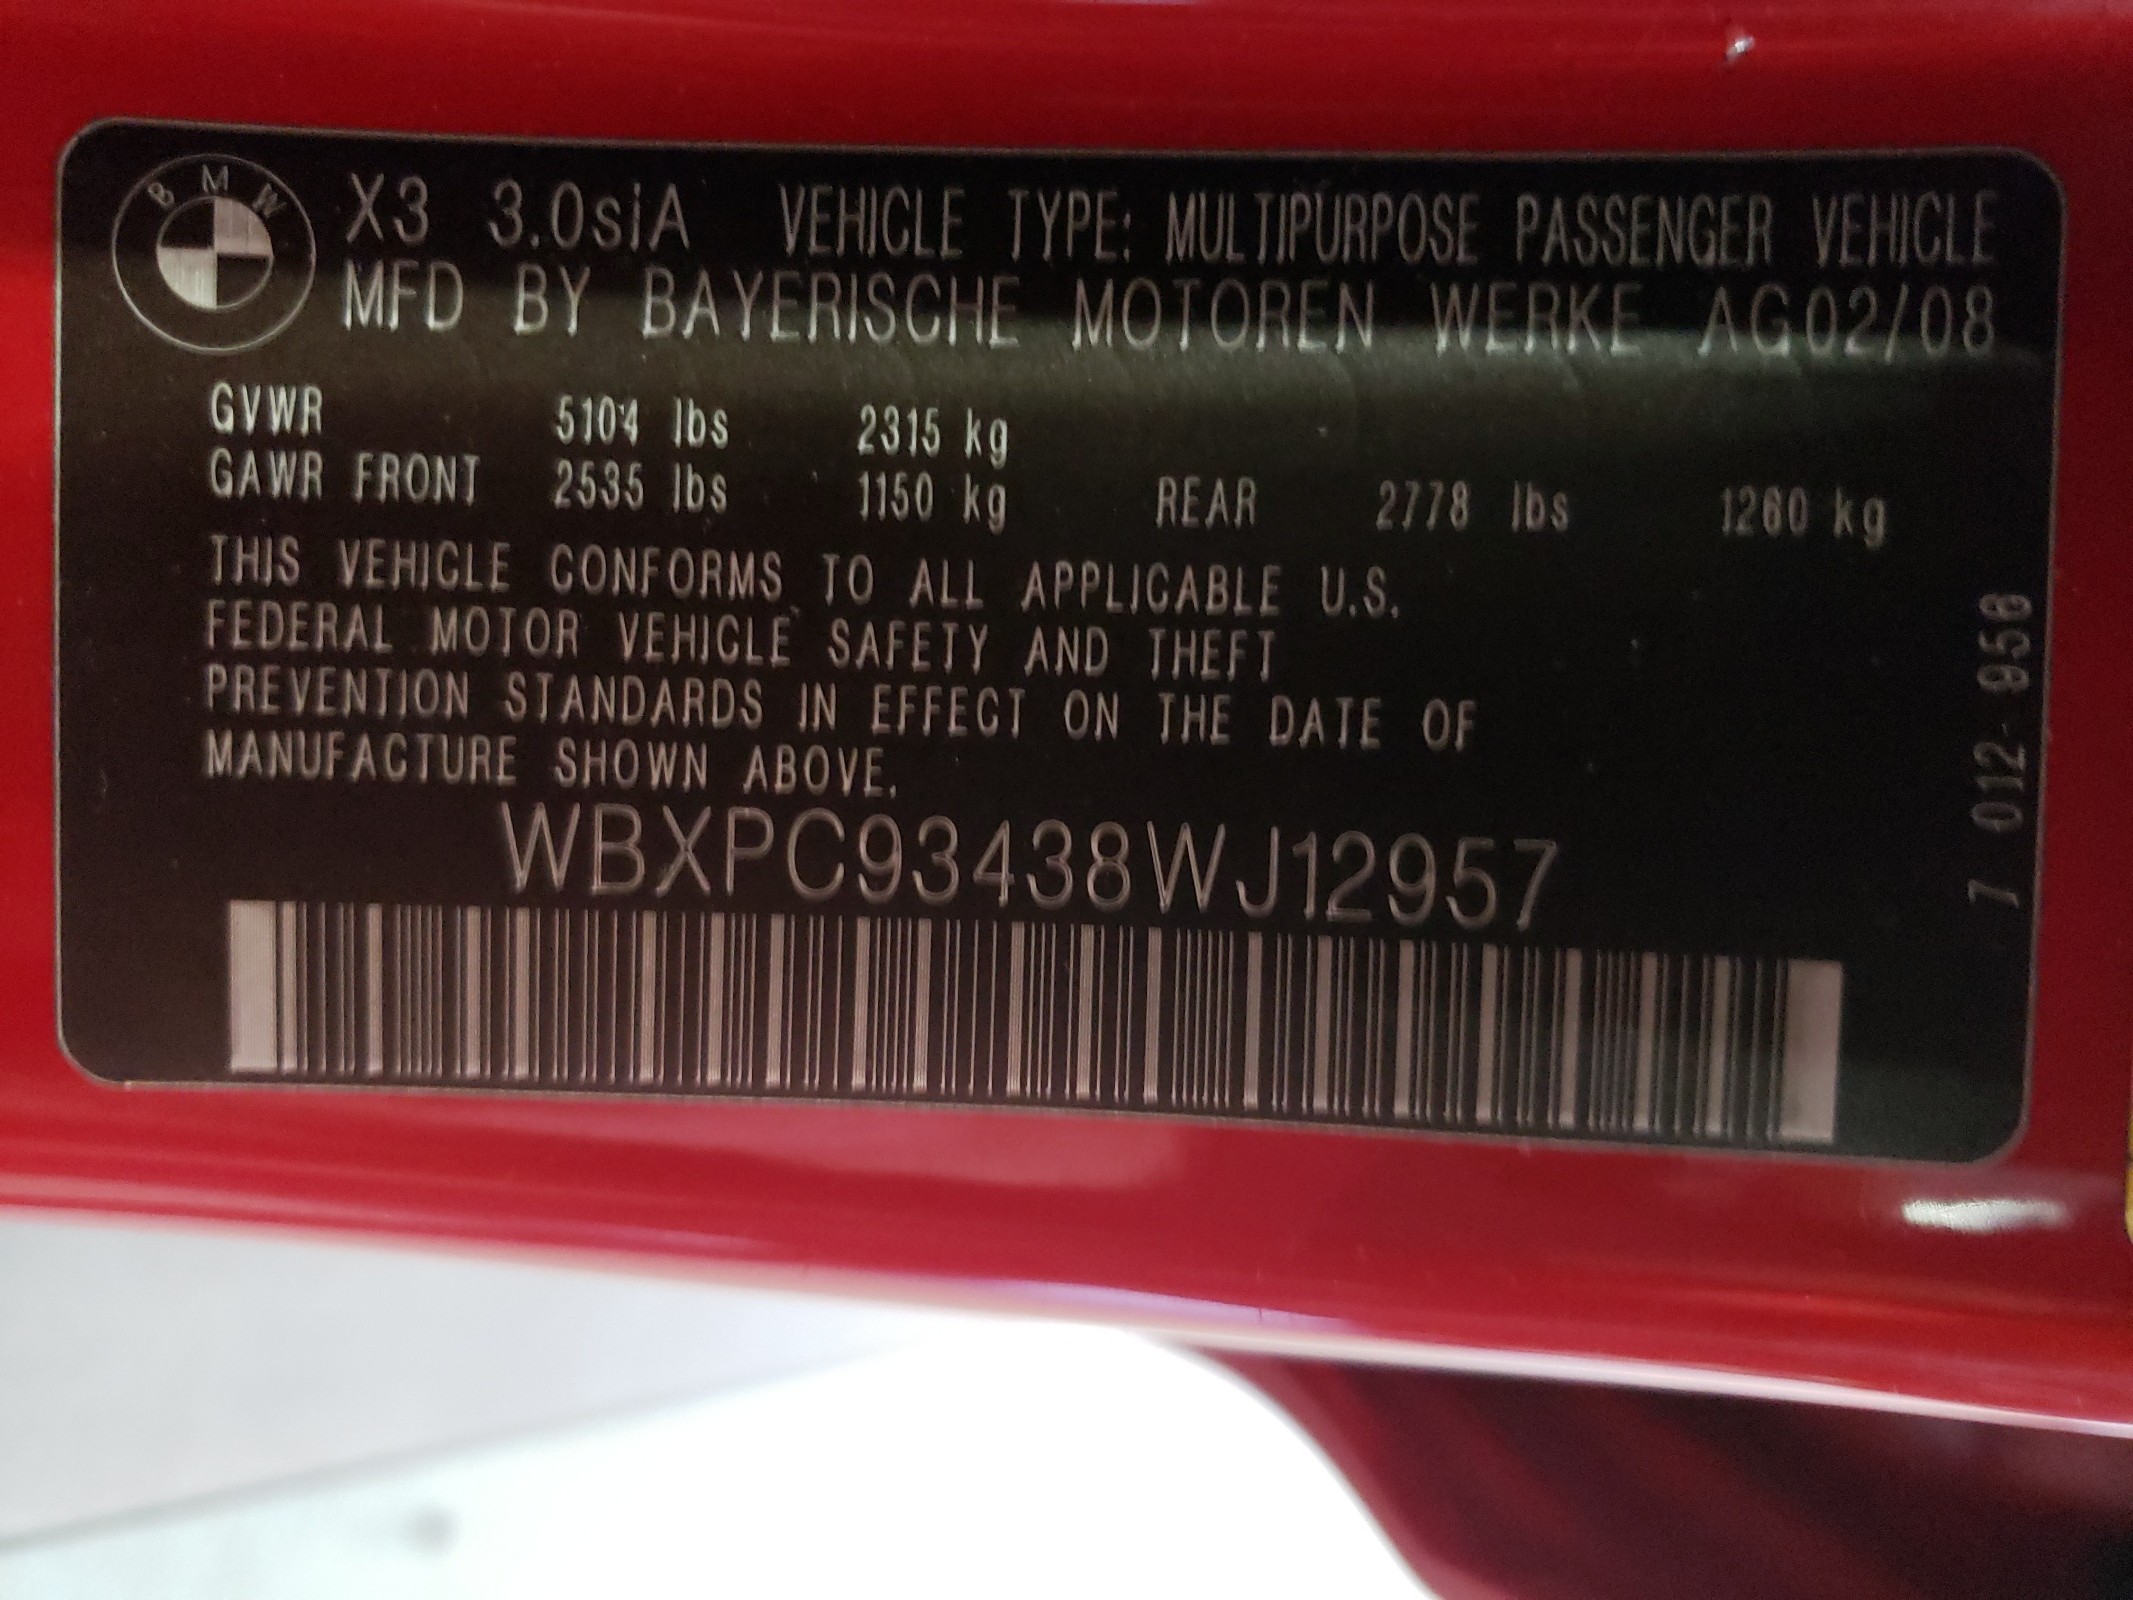 BMW
X3 3.0siA VEHICLE TYPE: MULTIPURPOSE PASSENGER VEHICLE
MFD BY BAYERISCHE MOTOREN WERKE AG02/08
GVWR 5104 lbs 2315 kg
GAWR FRONT 2535 lbs 1150 kg REAR 2778 lbs 1260 kg
THIS VEHICLE CONFORMS TO ALL APPLICABLE U.S.
FEDERAL MOTOR VEHICLE SAFETY AND THEFT
PREVENTION STANDARDS IN EFFECT ON THE DATE OF
MANUFACTURE SHOWN ABOVE.
WBXPC93438WJ12957
7 012-950